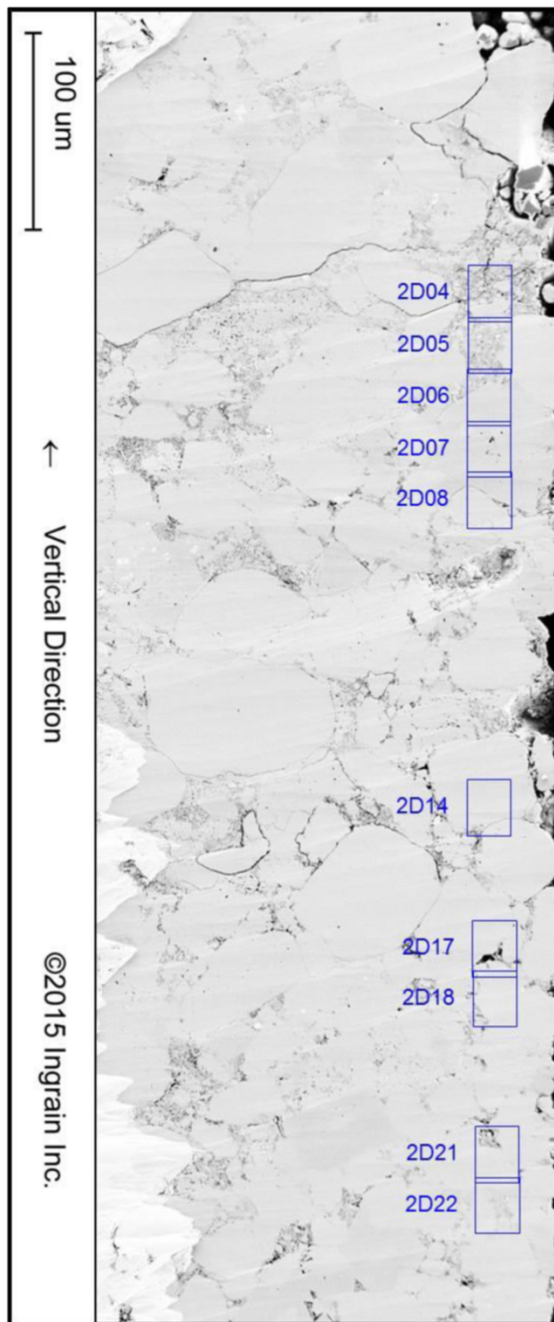 100 um
← Vertical Direction
©2015 Ingrain Inc.
2D04
2D05
2D06
2D07
2D08
2D14
2D17
2D18
2D21
2D22